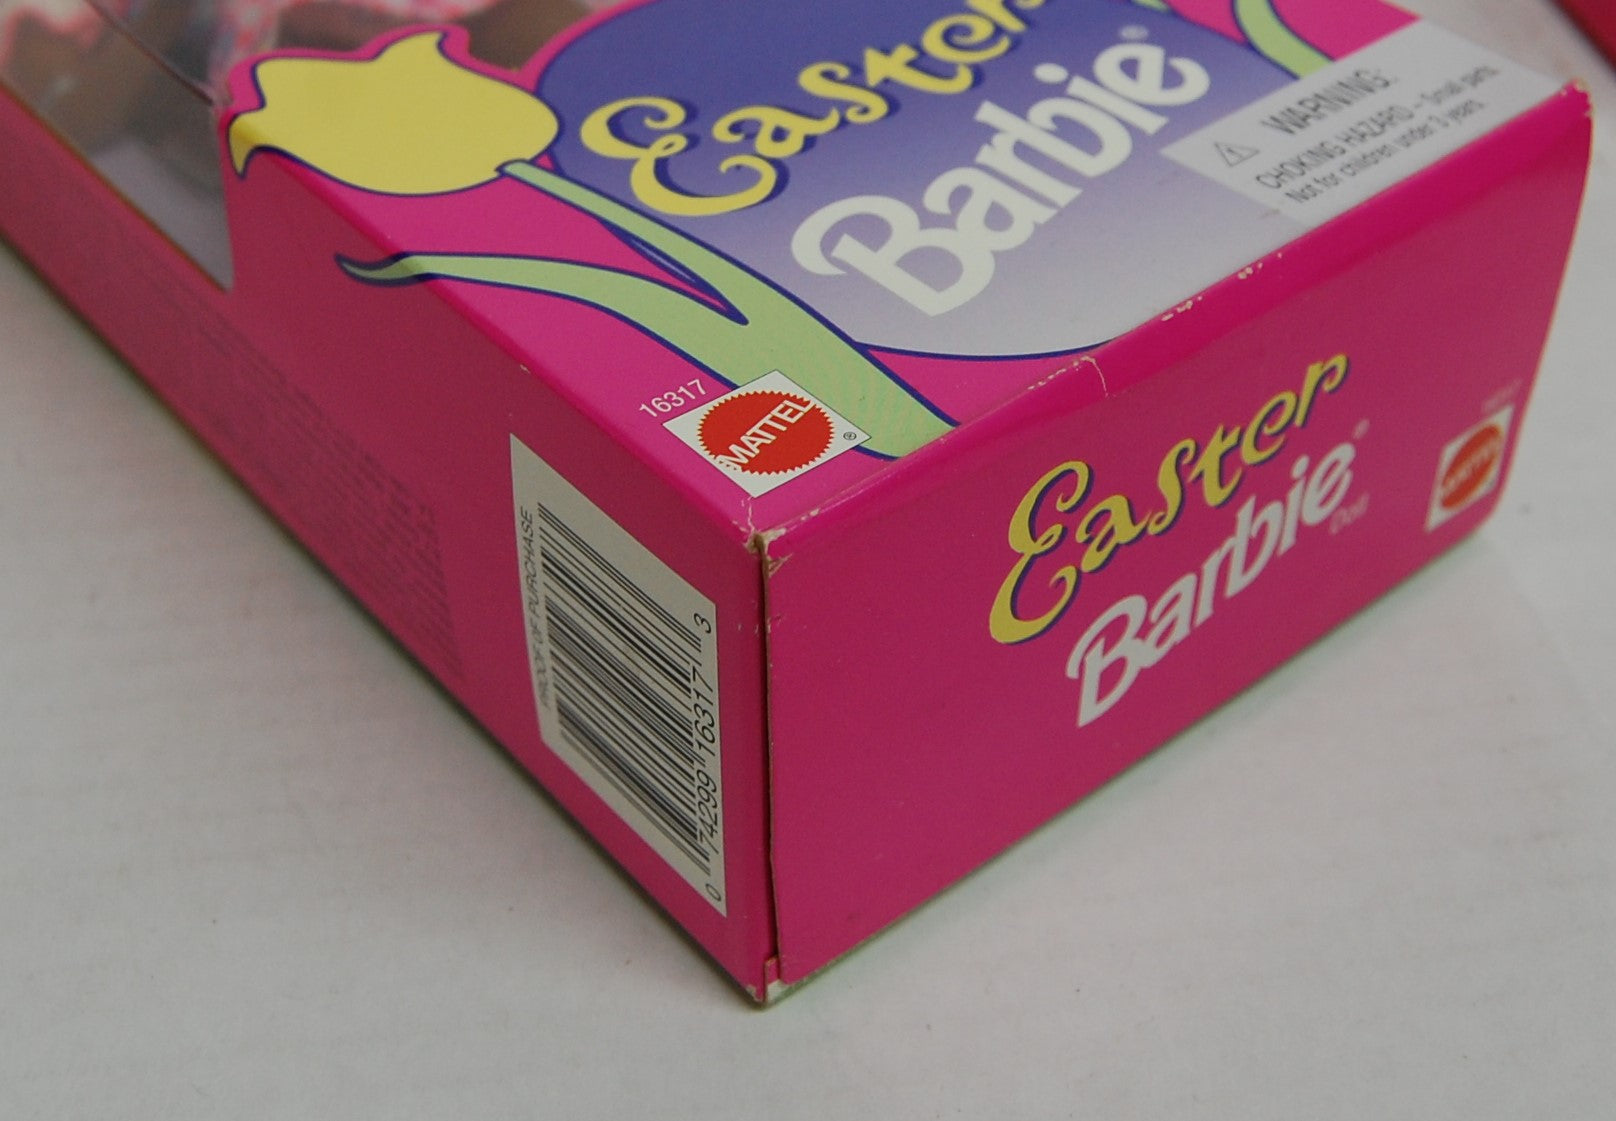 Easter
Barbie®
WARNING:
CHOKING HAZARD – Small parts
Not for children under 3 years.
16317
MATTEL
®
Easter
Barbie®
Doll
MATTEL
PROOF OF PURCHASE
0 74299 16317 3